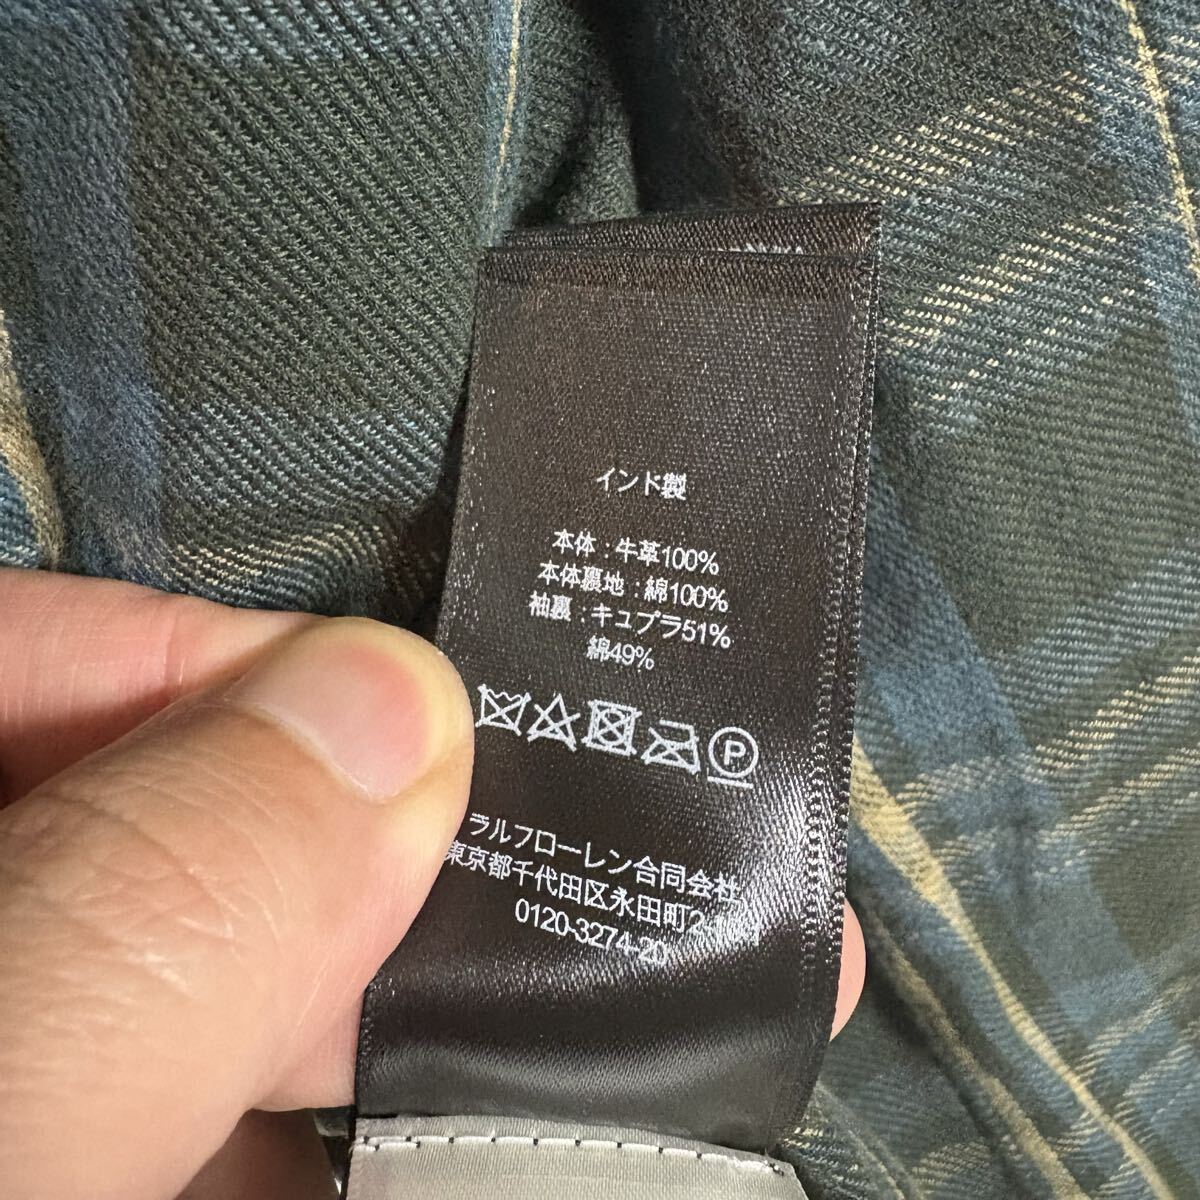 インド製
本体 : 牛革100%
本体裏地 : 綿100%
袖裏 : キュプラ51%
綿49%
P
ラルフローレン合同会社
東京都千代田区永田町2
0120-3274-20